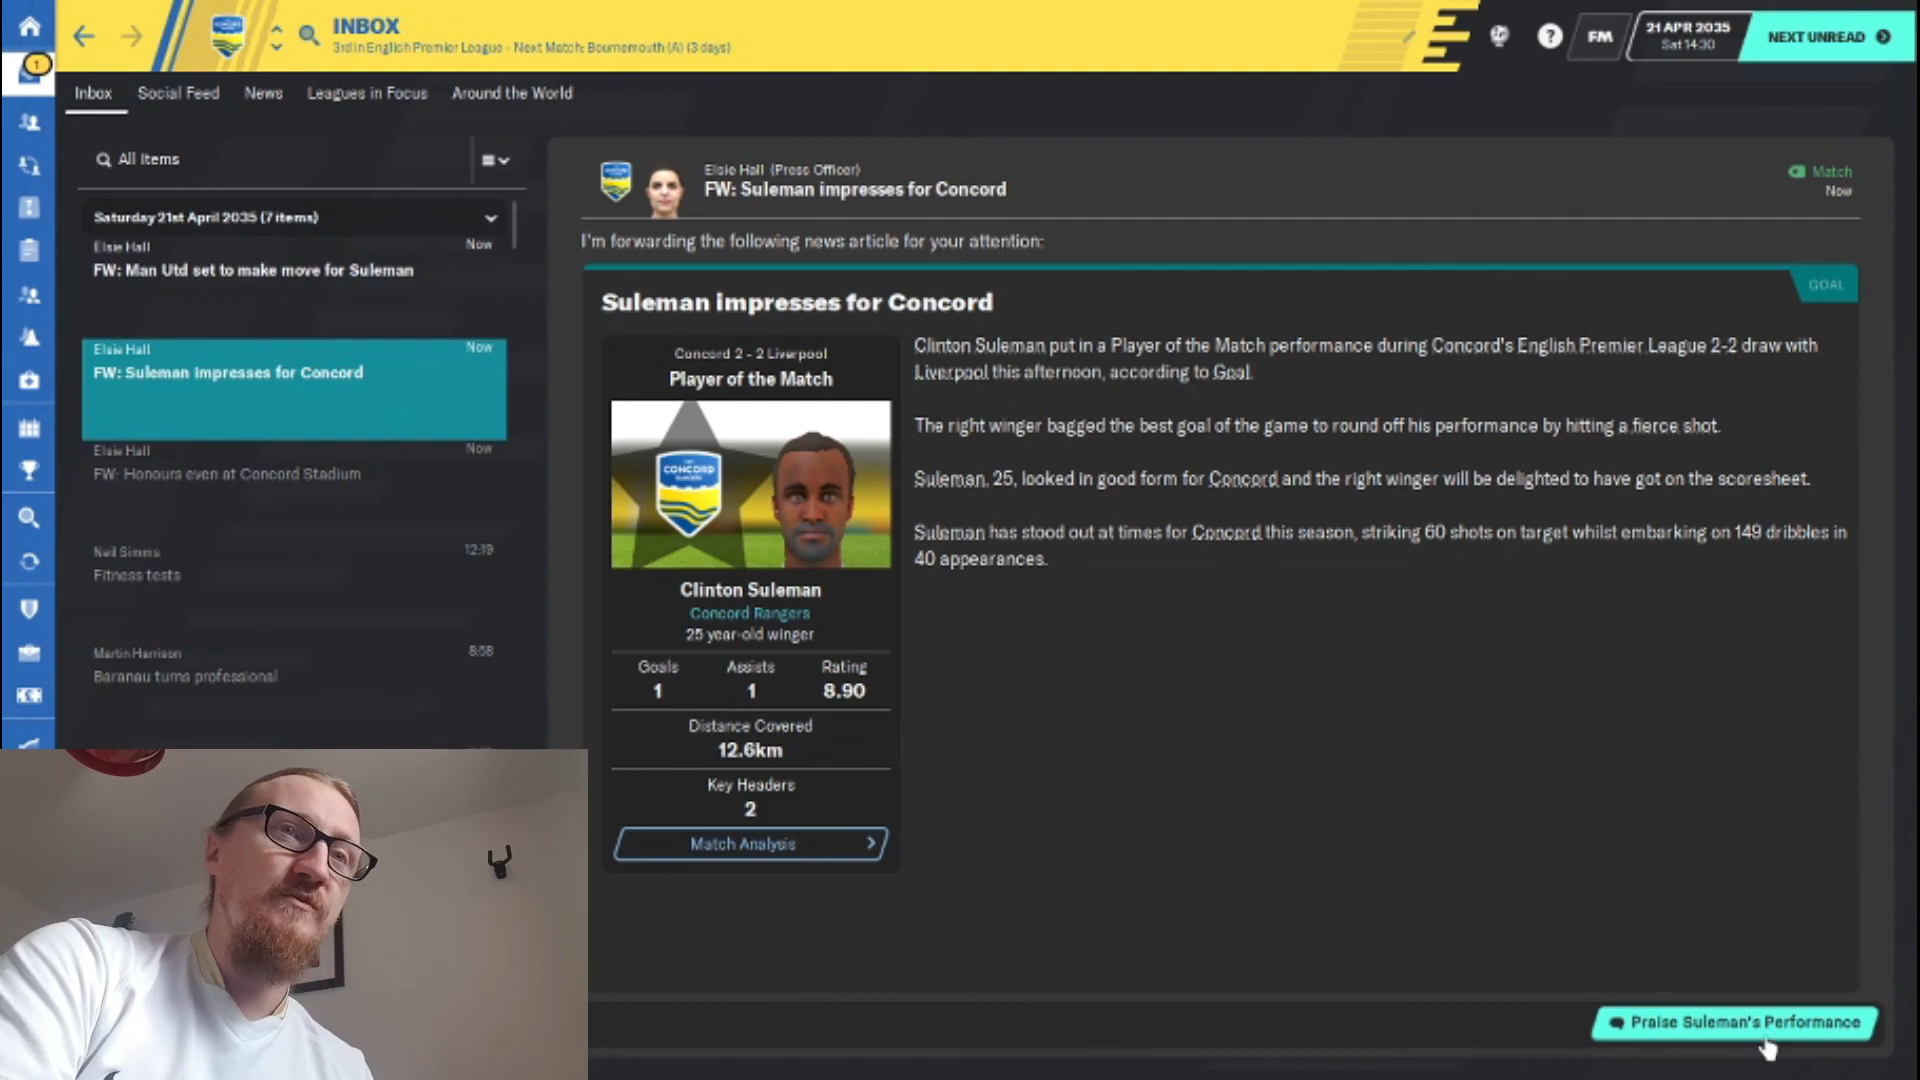 INBOX
3rd in English Premier League - Next Match: Bournemouth (A) (3 days)
FM
21 APR 2035
Sat 14:30
NEXT UNREAD
1
Inbox
Social Feed
News
Leagues in Focus
Around the World
All Items
Saturday 21st April 2035 (7 items)
Elsie Hall
Now
FW: Man Utd set to make move for Suleman
Elsie Hall
Now
FW: Suleman Impresses for Concord
Elsie Hall
Now
FW: Honours even at Concord Stadium
Neil Simms
12:19
Fitness tests
Martin Harrison
8:58
Baranau turns professional
Elsie Hall (Press Officer)
FW: Suleman impresses for Concord
Match
Now
I'm forwarding the following news article for your attention:
GOAL
Suleman impresses for Concord
Concord 2 - 2 Liverpool
Player of the Match
CONCORD
Clinton Suleman
Concord Rangers
25 year-old winger
Goals
Assists
Rating
1
1
8.90
Distance Covered
12.6km
Key Headers
2
Match Analysis
Clinton Suleman put in a Player of the Match performance during Concord's English Premier League 2-2 draw with
Liverpool this afternoon, according to Goal.
The right winger bagged the best goal of the game to round off his performance by hitting a fierce shot.
Suleman, 25, looked in good form for Concord and the right winger will be delighted to have got on the scoresheet.
Suleman has stood out at times for Concord this season, striking 60 shots on target whilst embarking on 149 dribbles in
40 appearances.
Praise Suleman's Performance